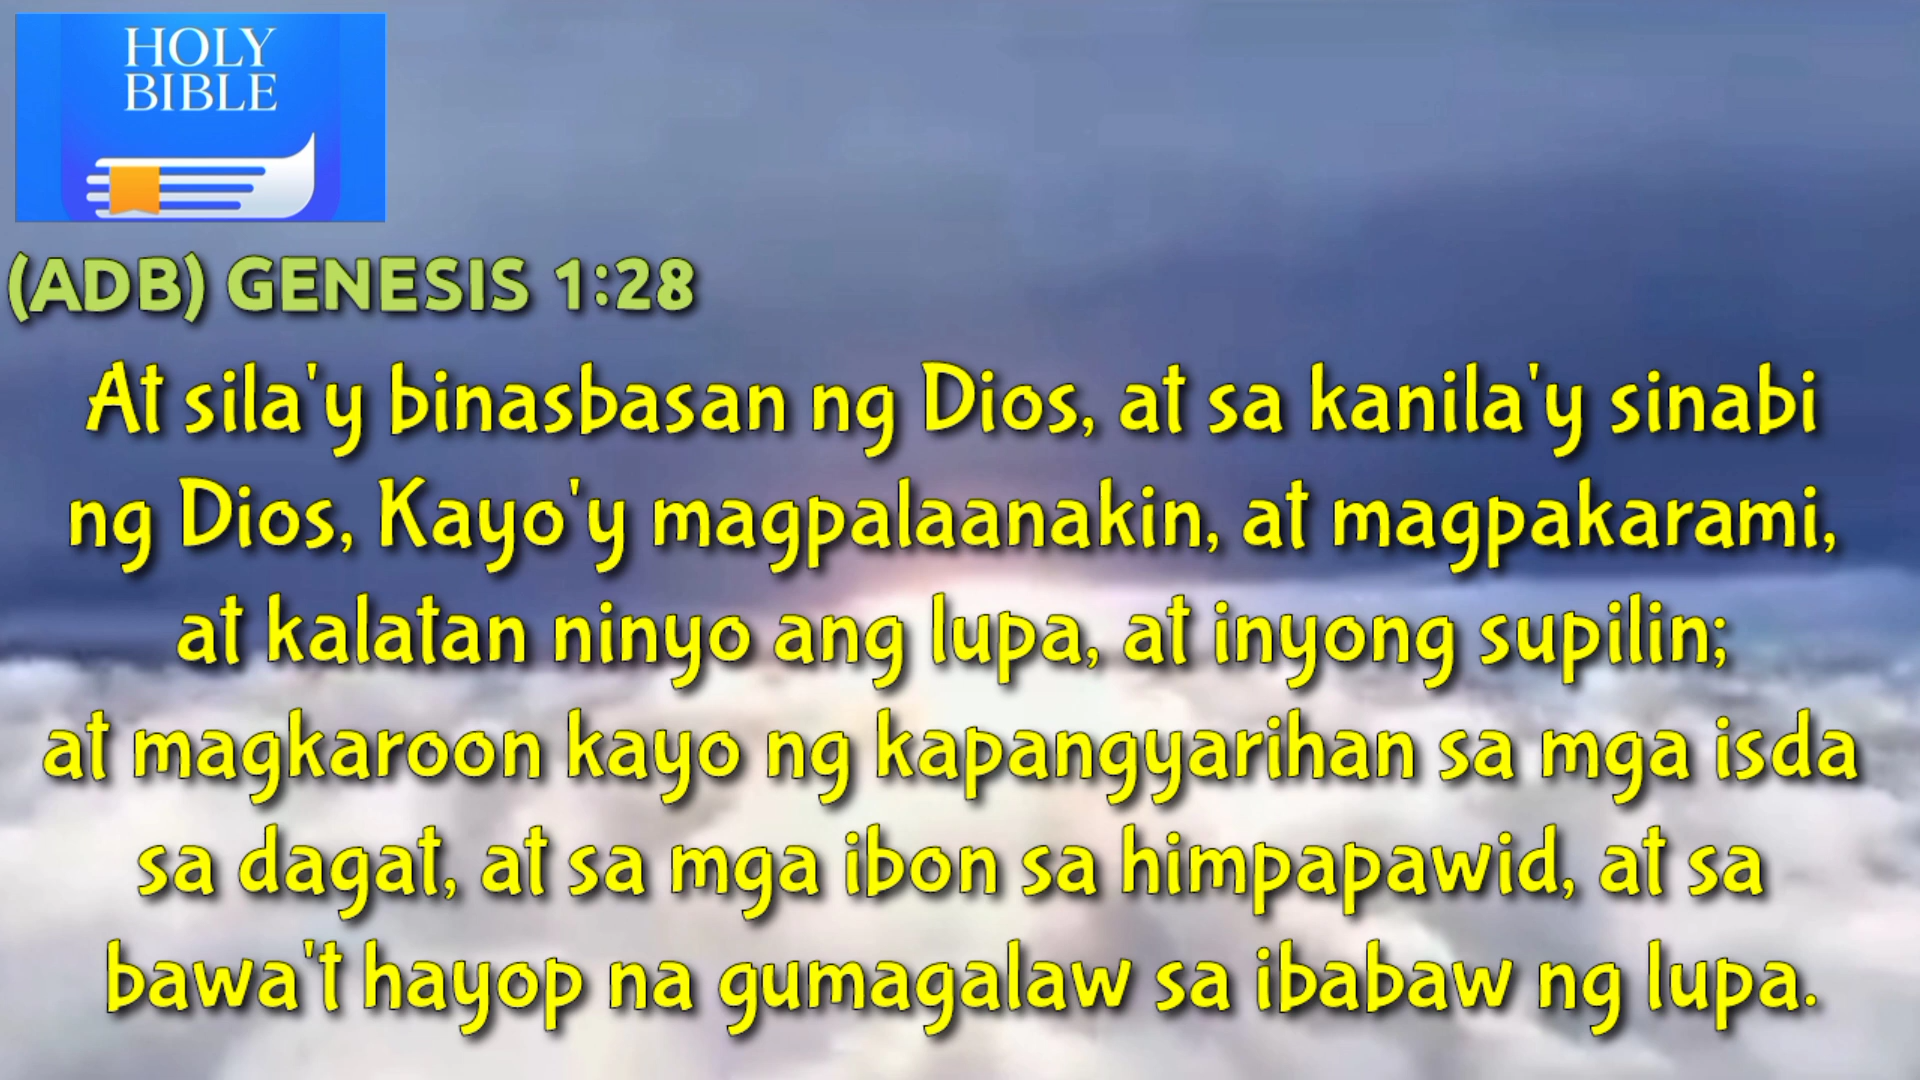 HOLY
BIBLE
(ADB) GENESIS 1:28
At sila'y binasbasan ng Dios, at sa kanila'y sinabi
ng Dios, Kayo'y magpalaanakin, at magpakarami,
at kalatan ninyo ang lupa, at inyong supilin;
at magkaroon kayo ng kapangyarihan sa mga isda
sa dagat, at sa mga ibon sa himpapawid, at sa
bawa't hayop na gumagalaw sa ibabaw ng lupa.